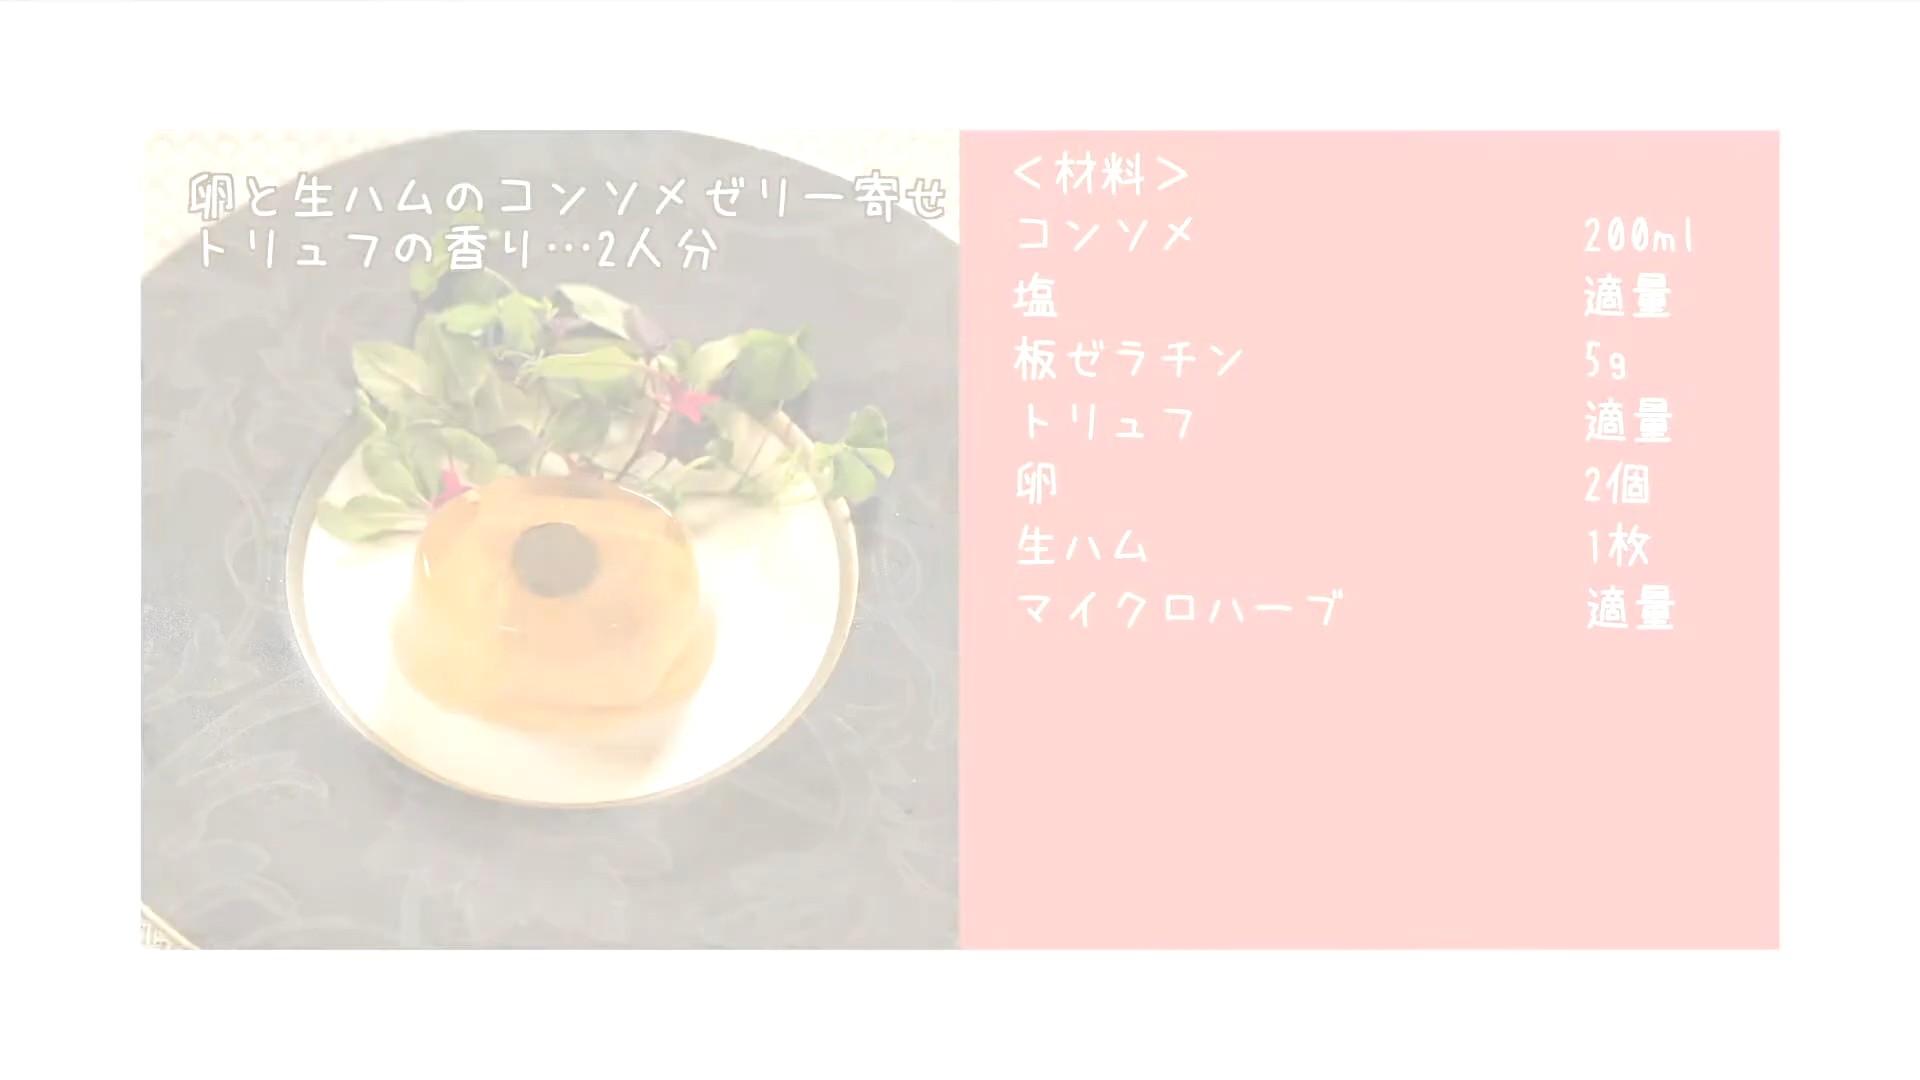 卵と生ハムのコンソメゼリー寄せ
トリュフの香り…2人分
＜材料＞
コンソメ 200ml
塩 適量
板ゼラチン 5g
トリュフ 適量
卵 2個
生ハム 1枚
マイクロハーブ 適量